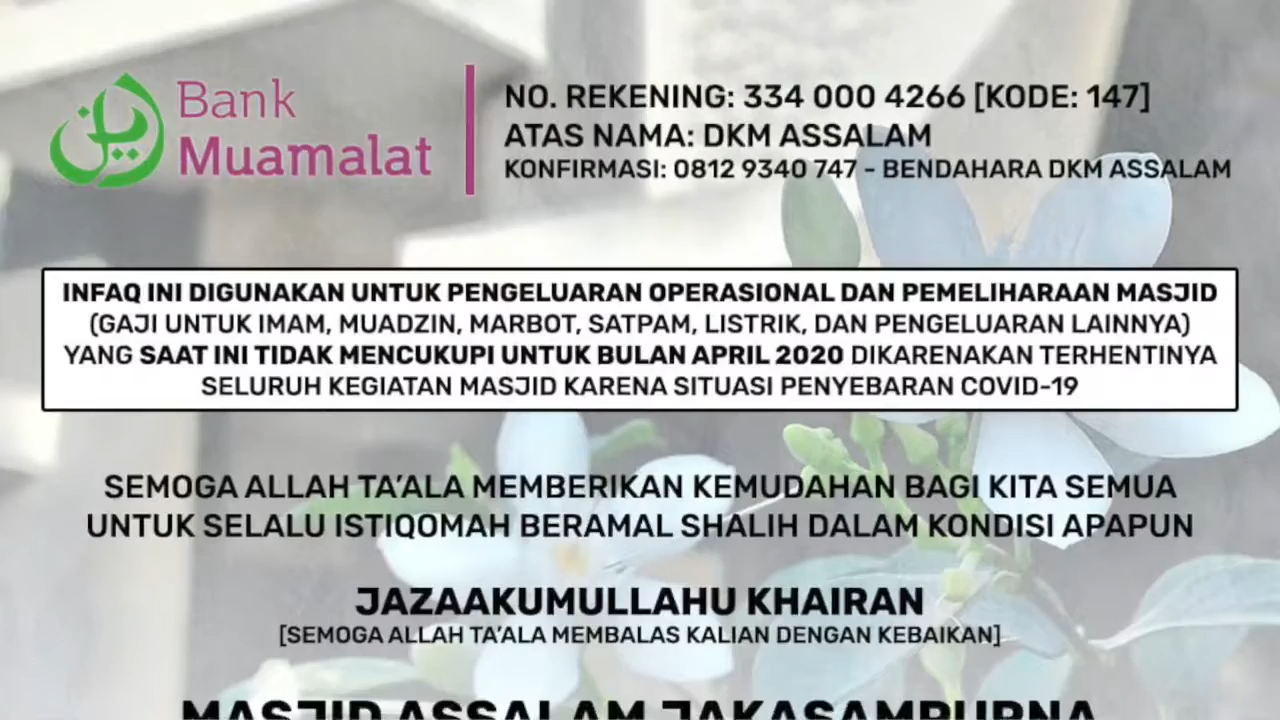 Bank
Muamalat
NO. REKENING: 334 000 4266 [KODE: 147]
ATAS NAMA: DKM ASSALAM
KONFIRMASI: 0812 9340 747 - BENDAHARA DKM ASSALAM
INFAQ INI DIGUNAKAN UNTUK PENGELUARAN OPERASIONAL DAN PEMELIHARAAN MASJID
(GAJI UNTUK IMAM, MUADZIN, MARBOT, SATPAM, LISTRIK, DAN PENGELUARAN LAINNYA)
YANG SAAT INI TIDAK MENCUKUPI UNTUK BULAN APRIL 2020 DIKARENAKAN TERHENTINYA
SELURUH KEGIATAN MASJID KARENA SITUASI PENYEBARAN COVID-19
SEMOGA ALLAH TA'ALA MEMBERIKAN KEMUDAHAN BAGI KITA SEMUA
UNTUK SELALU ISTIQOMAH BERAMAL SHALIH DALAM KONDISI APAPUN
JAZAAKUMULLAHU KHAIRAN
[SEMOGA ALLAH TA'ALA MEMBALAS KALIAN DENGAN KEBAIKAN]
MASJID ASSALAM JAKASAMPURNA